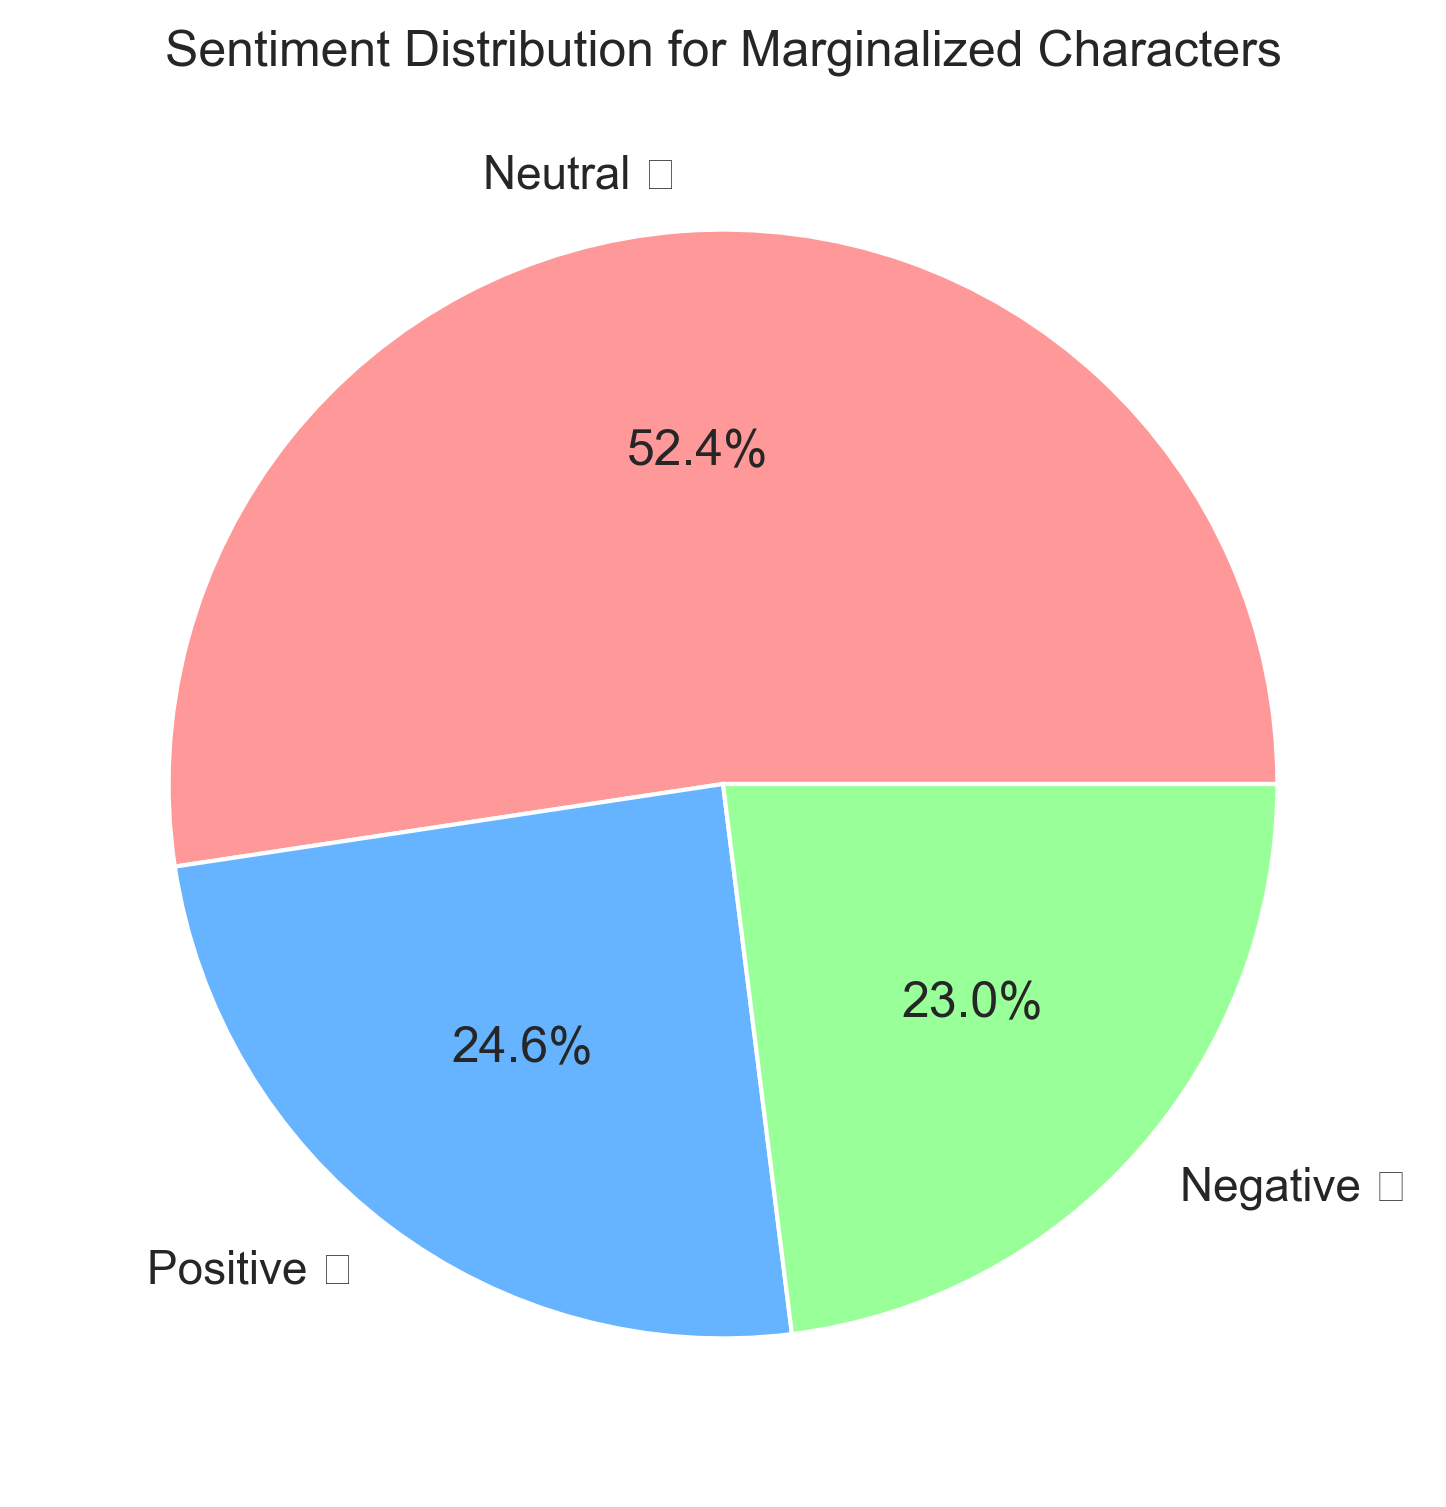 Sentiment Distribution for Marginalized Characters
Neutral □
52.4%
23.0%
24.6%
Negative □
Positive □